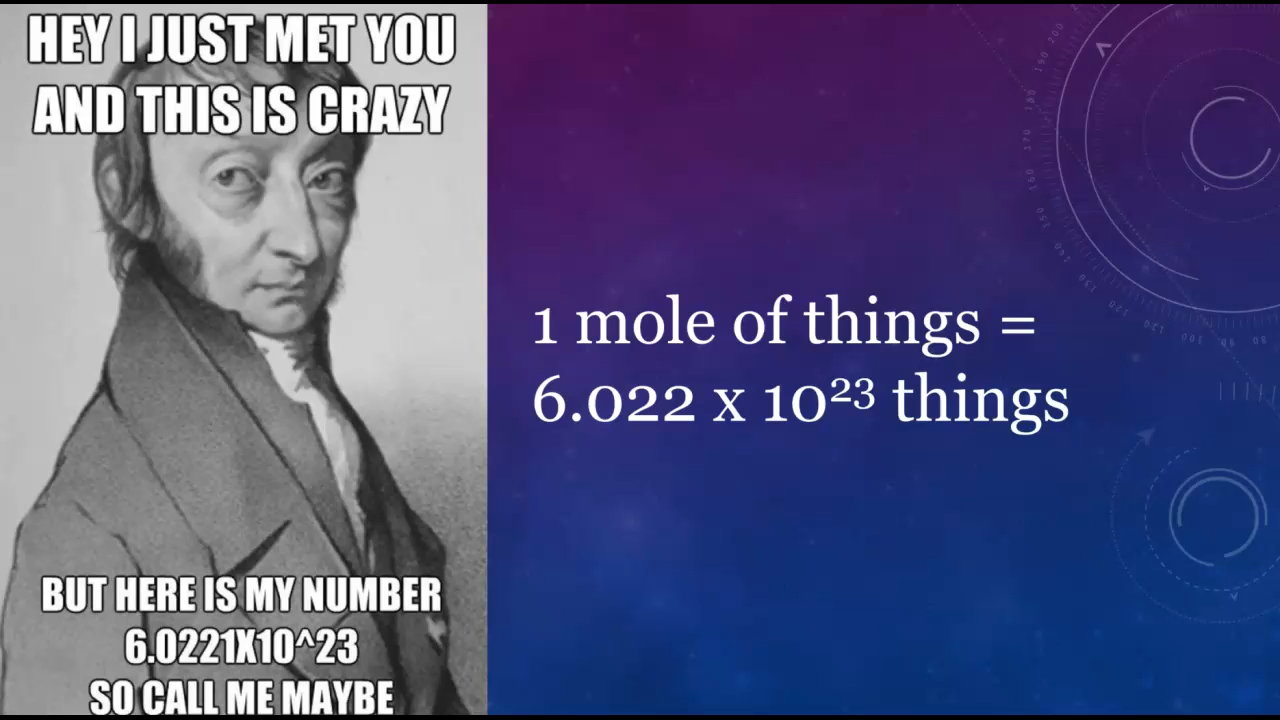 HEY I JUST MET YOU
AND THIS IS CRAZY
BUT HERE IS MY NUMBER
6.0221X10^23
SO CALL ME MAYBE
1 mole of things =
6.022 x 10²³ things